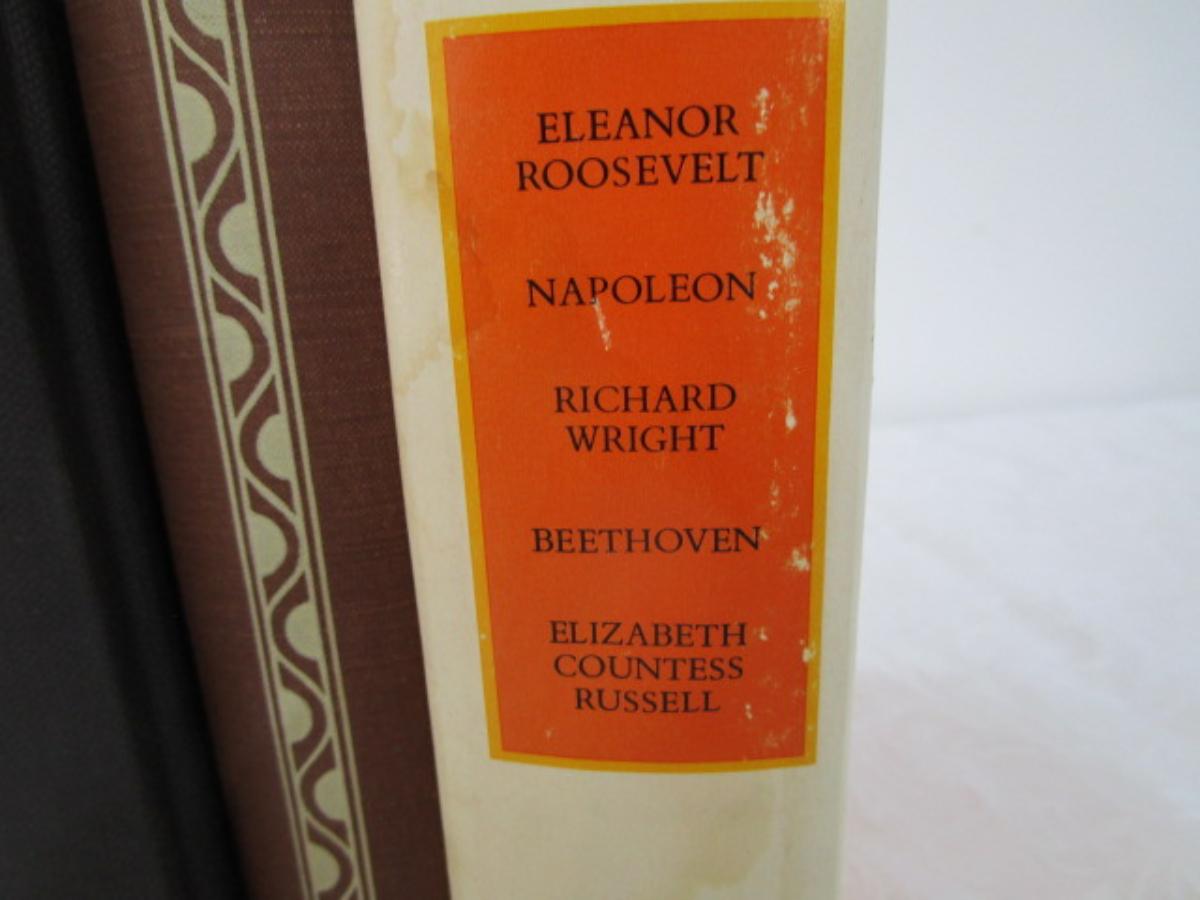 ELEANOR
ROOSEVELT
NAPOLEON
RICHARD
WRIGHT
BEETHOVEN
ELIZABETH
COUNTESS
RUSSELL